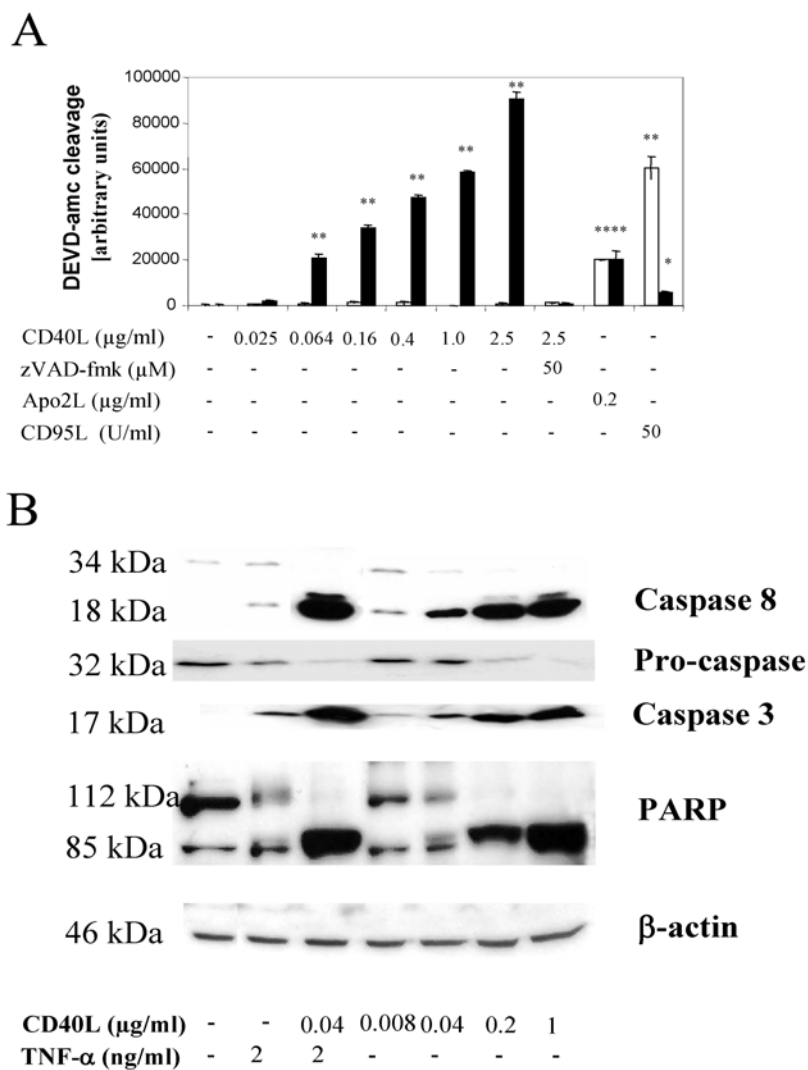 A
DEVD-amc cleavage
[arbitrary units)
100000
80000
60000
40000
20000
0
** ** ** ** ** **** ** *
CD40L (µg/ml) - 0.025 0.064 0.16 0.4 1.0 2.5 2.5 - -
zVAD-fmk (µM) - - - - - - - 50 - -
Apo2L (µg/ml) - - - - - - - - 0.2 -
CD95L (U/ml) - - - - - - - - - 50
B
34 kDa
18 kDa Caspase 8
32 kDa Pro-caspase
17 kDa Caspase 3
112 kDa
PARP
85 kDa
46 kDa β-actin
CD40L (µg/ml) - - 0.04 0.008 0.04 0.2 1
TNF-α (ng/ml) - 2 2 - - - -